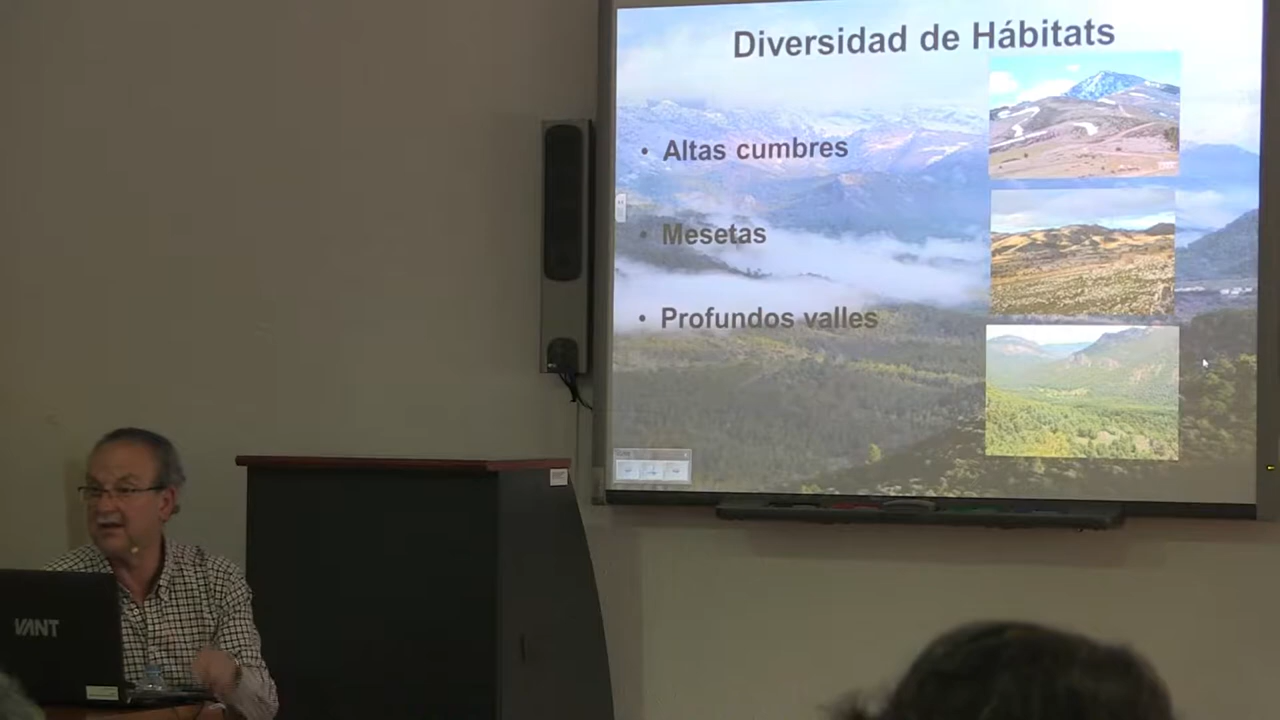 Diversidad de Hábitats
• Altas cumbres
• Mesetas
• Profundos valles
VANT